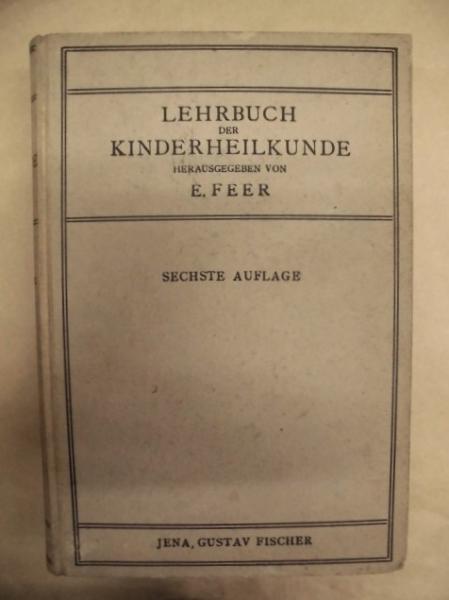 LEHRBUCH
DER
KINDERHEILKUNDE
HERAUSGEGEBEN VON
E. FEER
SECHSTE AUFLAGE
JENA, GUSTAV FISCHER